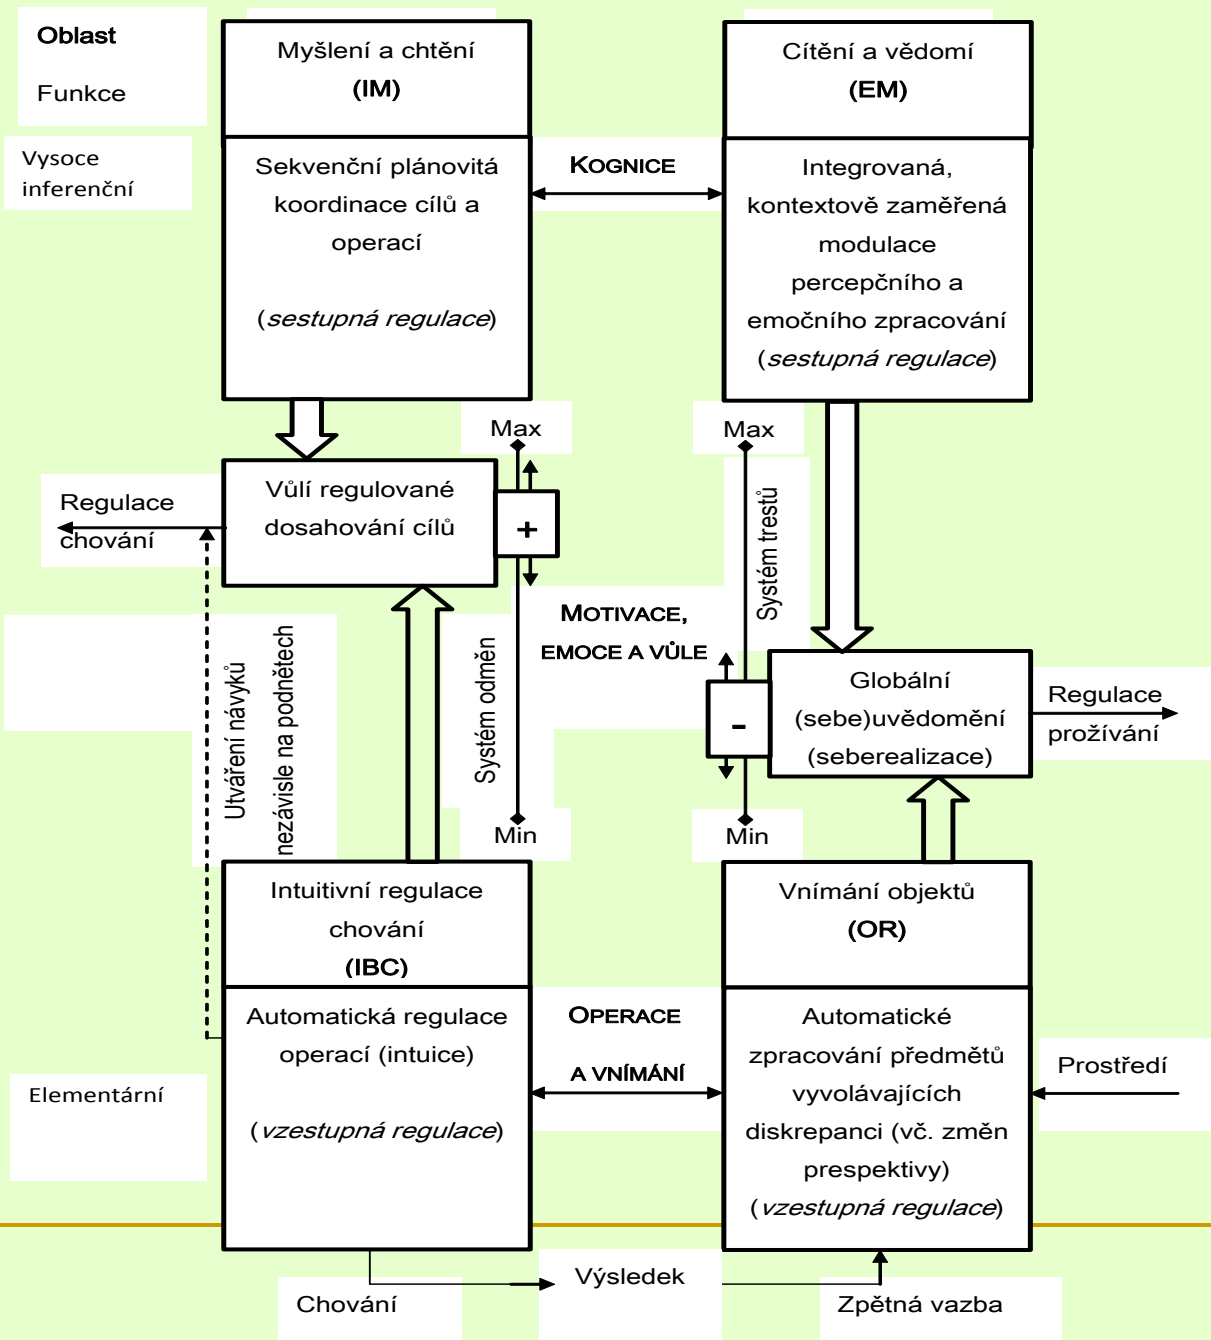 Oblast
Funkce
Myšlení a chtění
(IM)
Cítění a vědomí
(EM)
Vysoce
inferenční
Sekvenční plánovitá
koordinace cílů a
operací
(sestupná regulace)
KOGNICE
Integrovaná,
kontextově zaměřená
modulace
percepčního a
emočního zpracování
(sestupná regulace)
Max
Max
Regulace
chování
Vůlí regulované
dosahování cílů
+
Systém trestů
MOTIVACE,
EMOCE A VŮLE
Utváření návyků
nezávisle na podnětech
Systém odměn
-
Globální
(sebe)uvědomění
(seberealizace)
Regulace
prožívání
Min
Min
Intuitivní regulace
chování
(IBC)
Vnímání objektů
(OR)
Elementární
Automatická regulace
operací (intuice)
(vzestupná regulace)
OPERACE
A VNÍMÁNÍ
Automatické
zpracování předmětů
vyvolávajících
diskrepanci (vč. změn
prespektivy)
(vzestupná regulace)
Prostředí
Chování
Výsledek
Zpětná vazba